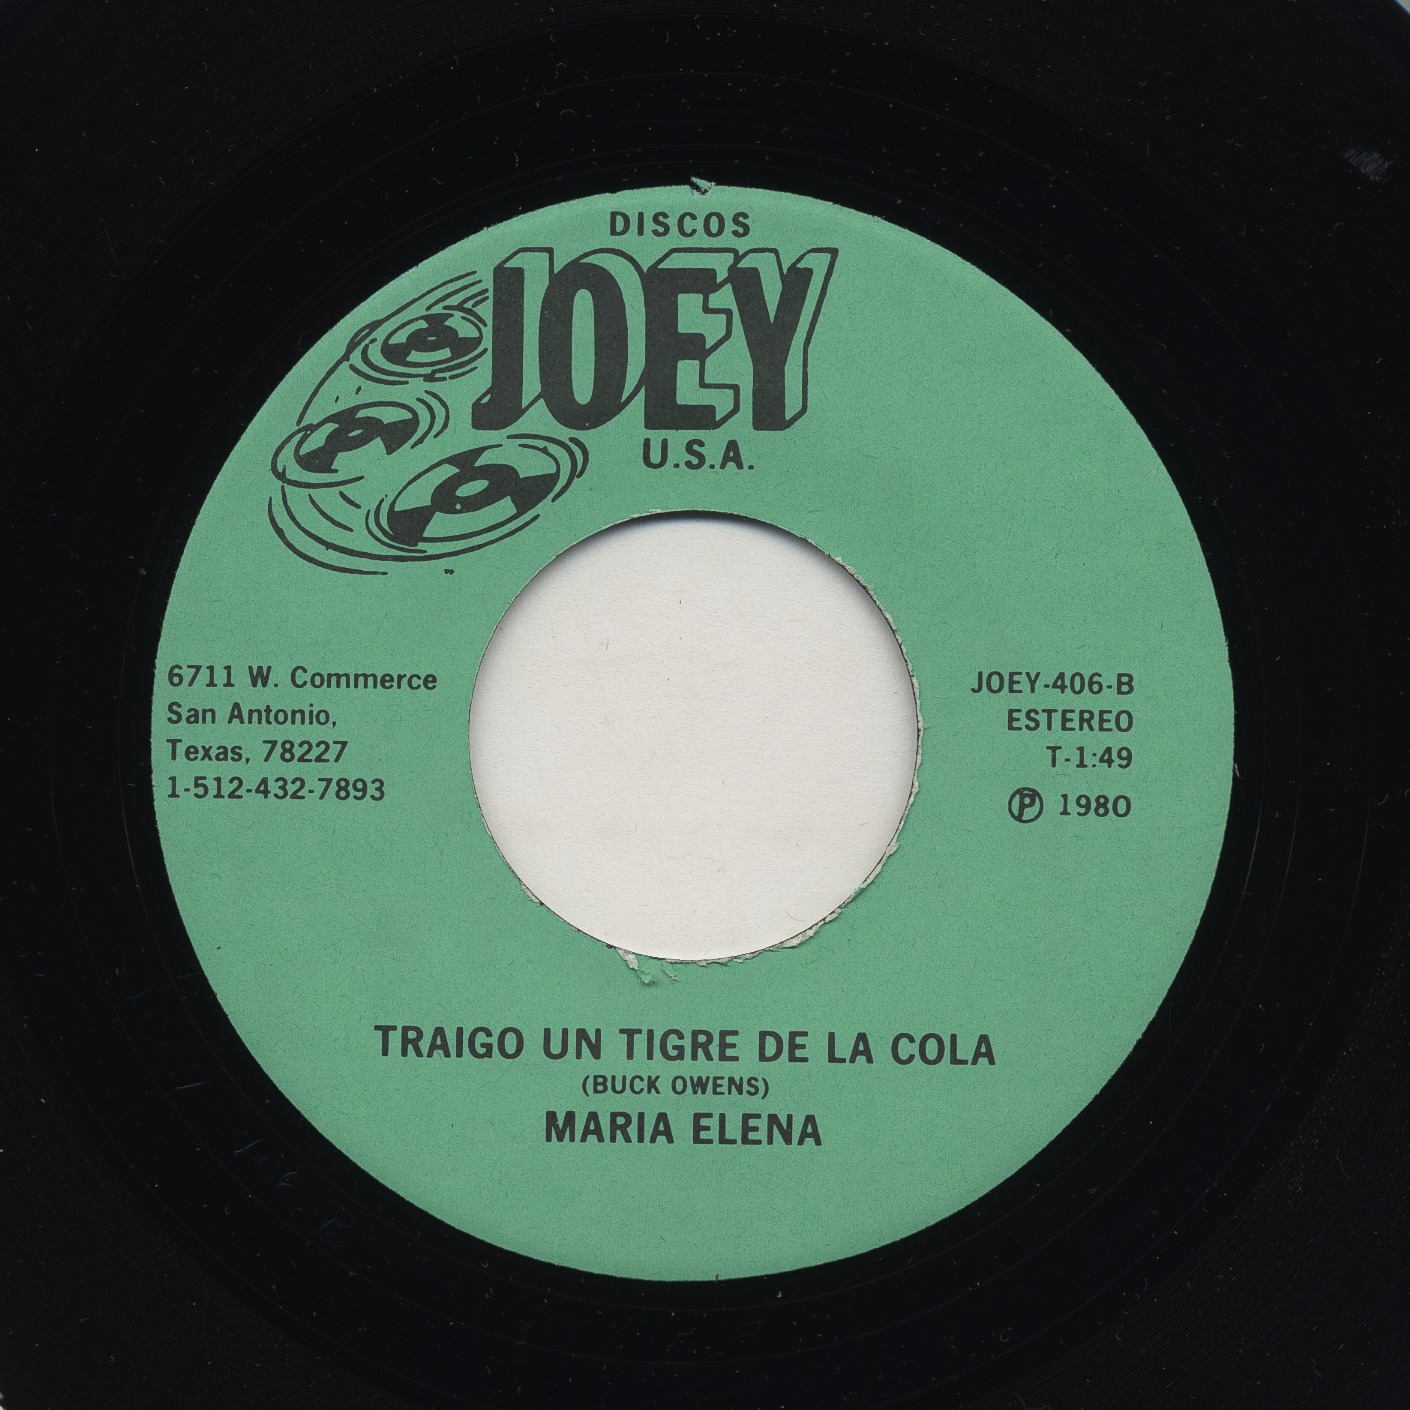 DISCOS
JOEY
U.S.A.
6711 W. Commerce
San Antonio,
Texas, 78227
1-512-432-7893
JOEY-406-B
ESTEREO
T-1:49
℗ 1980
TRAIGO UN TIGRE DE LA COLA
(BUCK OWENS)
MARIA ELENA